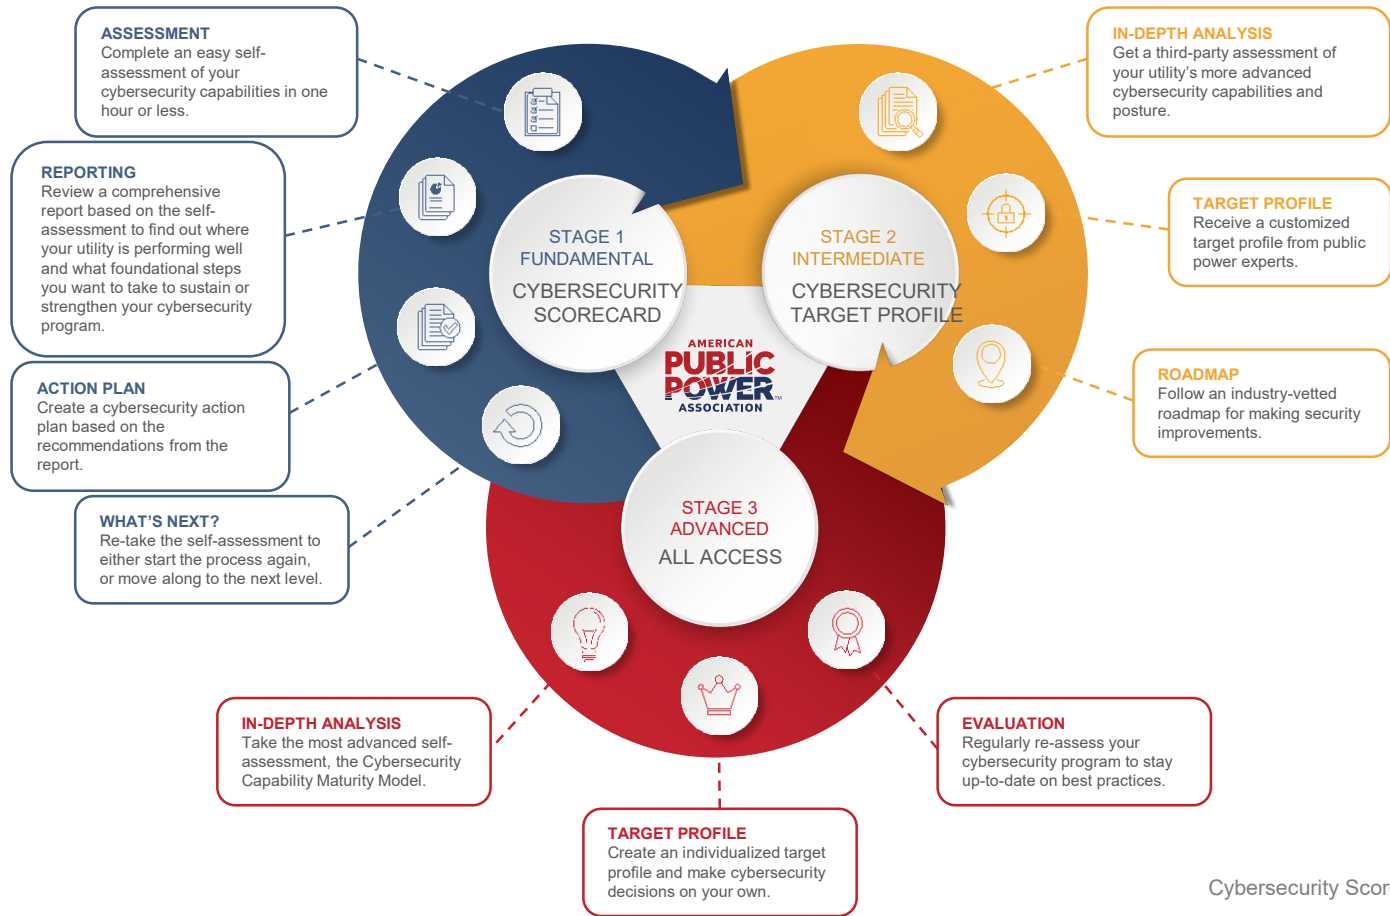 ASSESSMENT
Complete an easy self-
assessment of your
cybersecurity capabilities in one
hour or less.
REPORTING
Review a comprehensive
report based on the self-
assessment to find out where
your utility is performing well
and what foundational steps
you want to take to sustain or
strengthen your cybersecurity
program.
ACTION PLAN
Create a cybersecurity action
plan based on the
recommendations from the
report.
WHAT'S NEXT?
Re-take the self-assessment to
either start the process again,
or move along to the next level.
STAGE 1
FUNDAMENTAL
CYBERSECURITY
SCORECARD
STAGE 2
INTERMEDIATE
CYBERSECURITY
TARGET PROFILE
AMERICAN
PUBLIC
POWER™
ASSOCIATION
STAGE 3
ADVANCED
ALL ACCESS
IN-DEPTH ANALYSIS
Get a third-party assessment of
your utility's more advanced
cybersecurity capabilities and
posture.
TARGET PROFILE
Receive a customized
target profile from public
power experts.
ROADMAP
Follow an industry-vetted
roadmap for making security
improvements.
IN-DEPTH ANALYSIS
Take the most advanced self-
assessment, the Cybersecurity
Capability Maturity Model.
TARGET PROFILE
Create an individualized target
profile and make cybersecurity
decisions on your own.
EVALUATION
Regularly re-assess your
cybersecurity program to stay
up-to-date on best practices.
Cybersecurity Scor